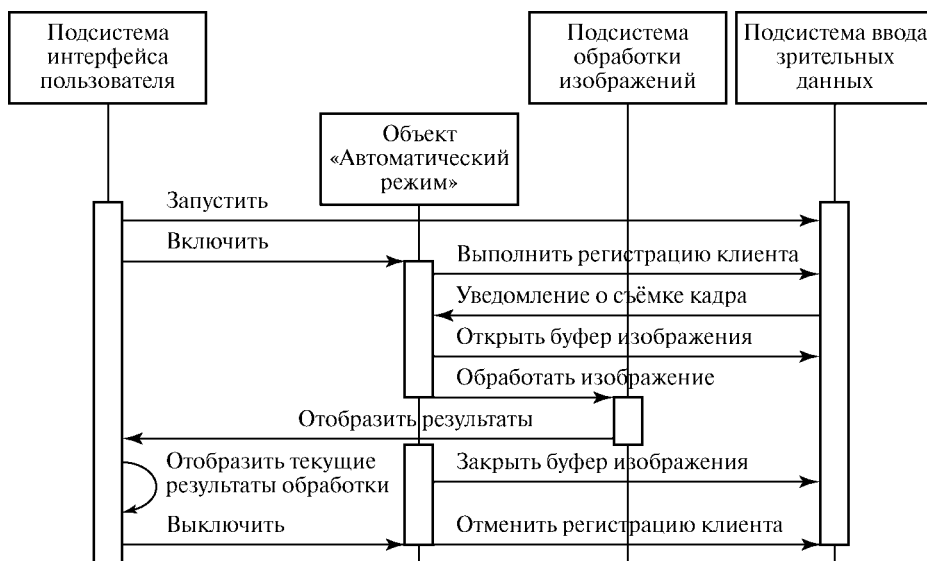 Подсистема
интерфейса
пользователя
Подсистема
обработки
изображений
Подсистема ввода
зрительных
данных
Объект
«Автоматический
режим»
Запустить
Включить
Выполнить регистрацию клиента
Уведомление о съёмке кадра
Открыть буфер изображения
Обработать изображение
Отобразить результаты
Отобразить текущие
результаты обработки
Закрыть буфер изображения
Выключить
Отменить регистрацию клиента